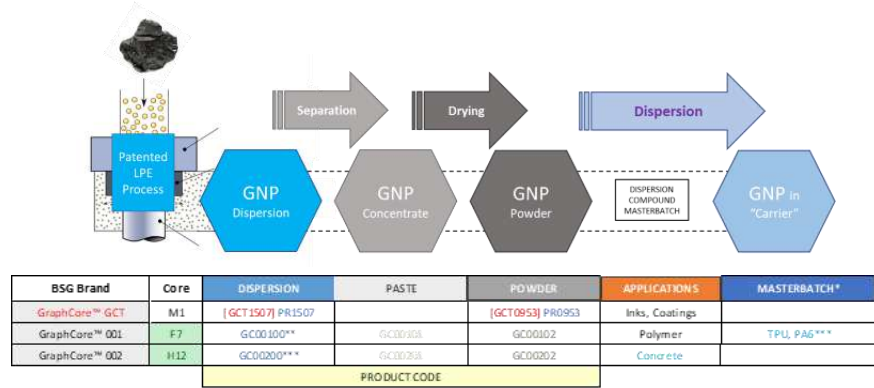 Separation
Drying
Dispersion
Patented
LPE
Process
GNP
Dispersion
GNP
Concentrate
GNP
Powder
DISPERSION
COMPOUND
MASTERBATCH
GNP in
"Carrier"
BSG Brand Core DISPERSION PASTE POWDER APPLICATIONS MASTERBATCH*
GraphCore™ GCT M1 [GCT1507] PR1507 [GCT0953] PR0953 Inks, Coatings
GraphCore™ 001 F7 GC00100** GC00102 Polymer TPU, PA6***
GraphCore™ 002 H12 GC00200*** GC00202 Concrete
PRODUCT CODE